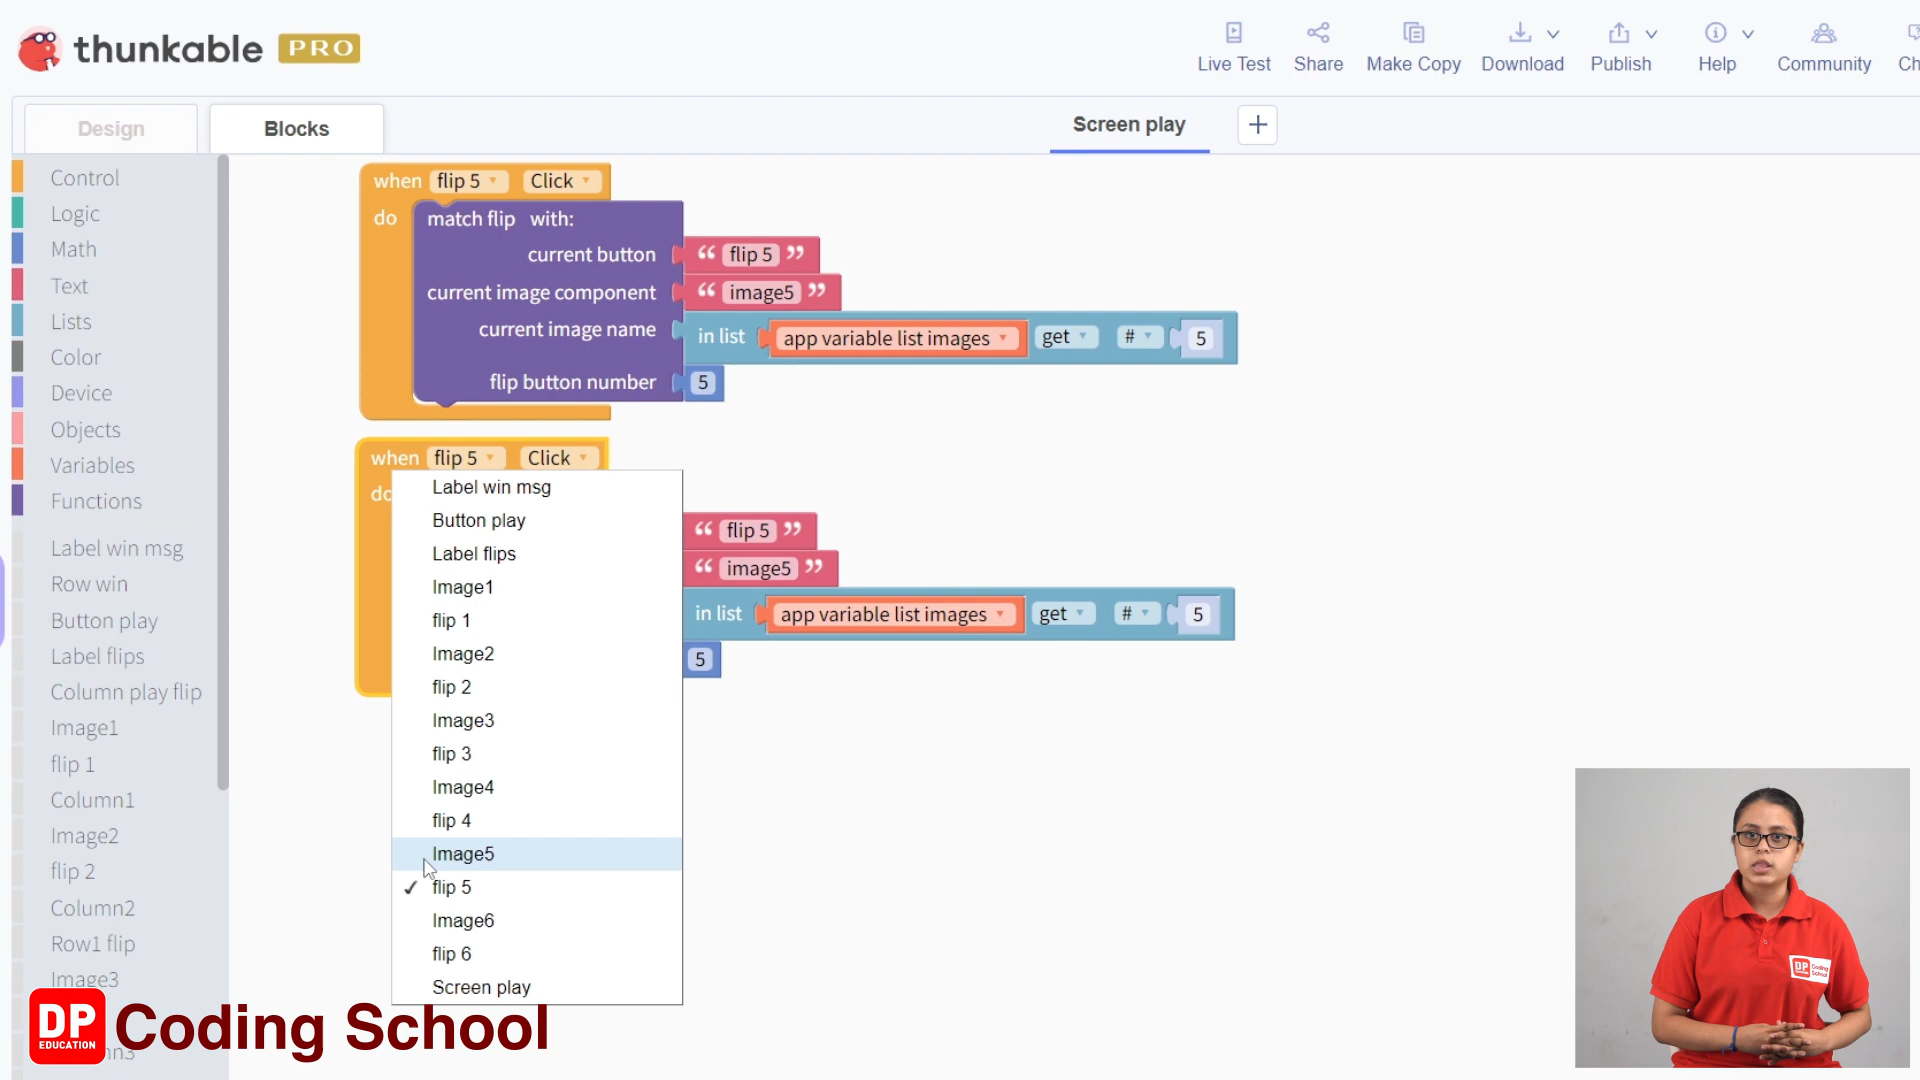 thunkable PRO
Live Test
Share
Make Copy
Download
Publish
Help
Community
Design
Blocks
Screen play
Control
Logic
Math
Text
Lists
Color
Device
Objects
Variables
Functions
Label win msg
Row win
Button play
Label flips
Column play flip
Image1
flip 1
Column1
Image2
flip 2
Column2
Row1 flip
Image3
when flip 5 Click
do match flip with:
current button “ flip 5 ”
current image component “ image5 ”
current image name in list app variable list images get # 5
flip button number 5
when flip 5 Click
do
“ flip 5 ”
“ image5 ”
in list app variable list images get # 5
5
Label win msg
Button play
Label flips
Image1
flip 1
Image2
flip 2
Image3
flip 3
Image4
flip 4
Image5
✓ flip 5
Image6
flip 6
Screen play
DP EDUCATION Coding School
DP Coding School